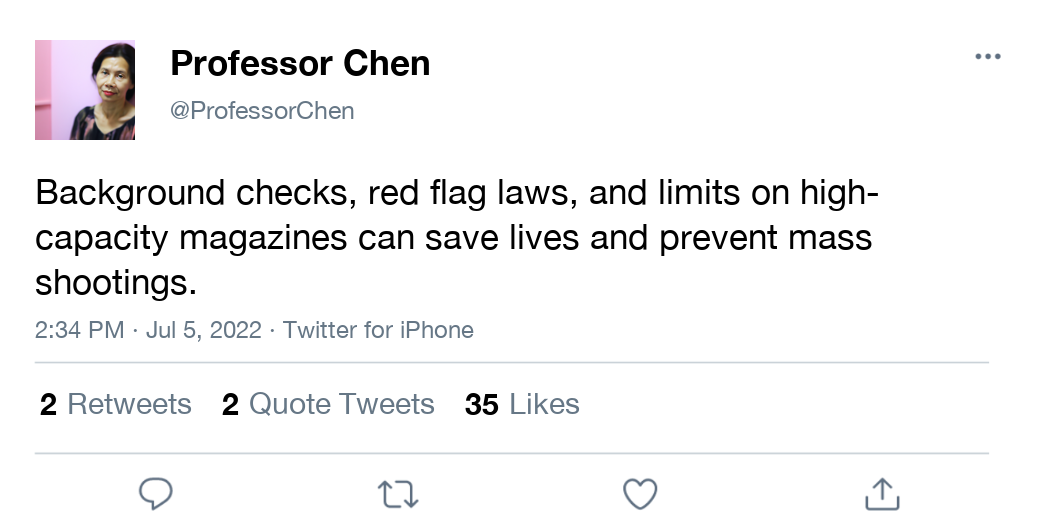 Professor Chen
@ProfessorChen
Background checks, red flag laws, and limits on high-
capacity magazines can save lives and prevent mass
shootings.
2:34 PM · Jul 5, 2022 · Twitter for iPhone
2 Retweets 2 Quote Tweets 35 Likes